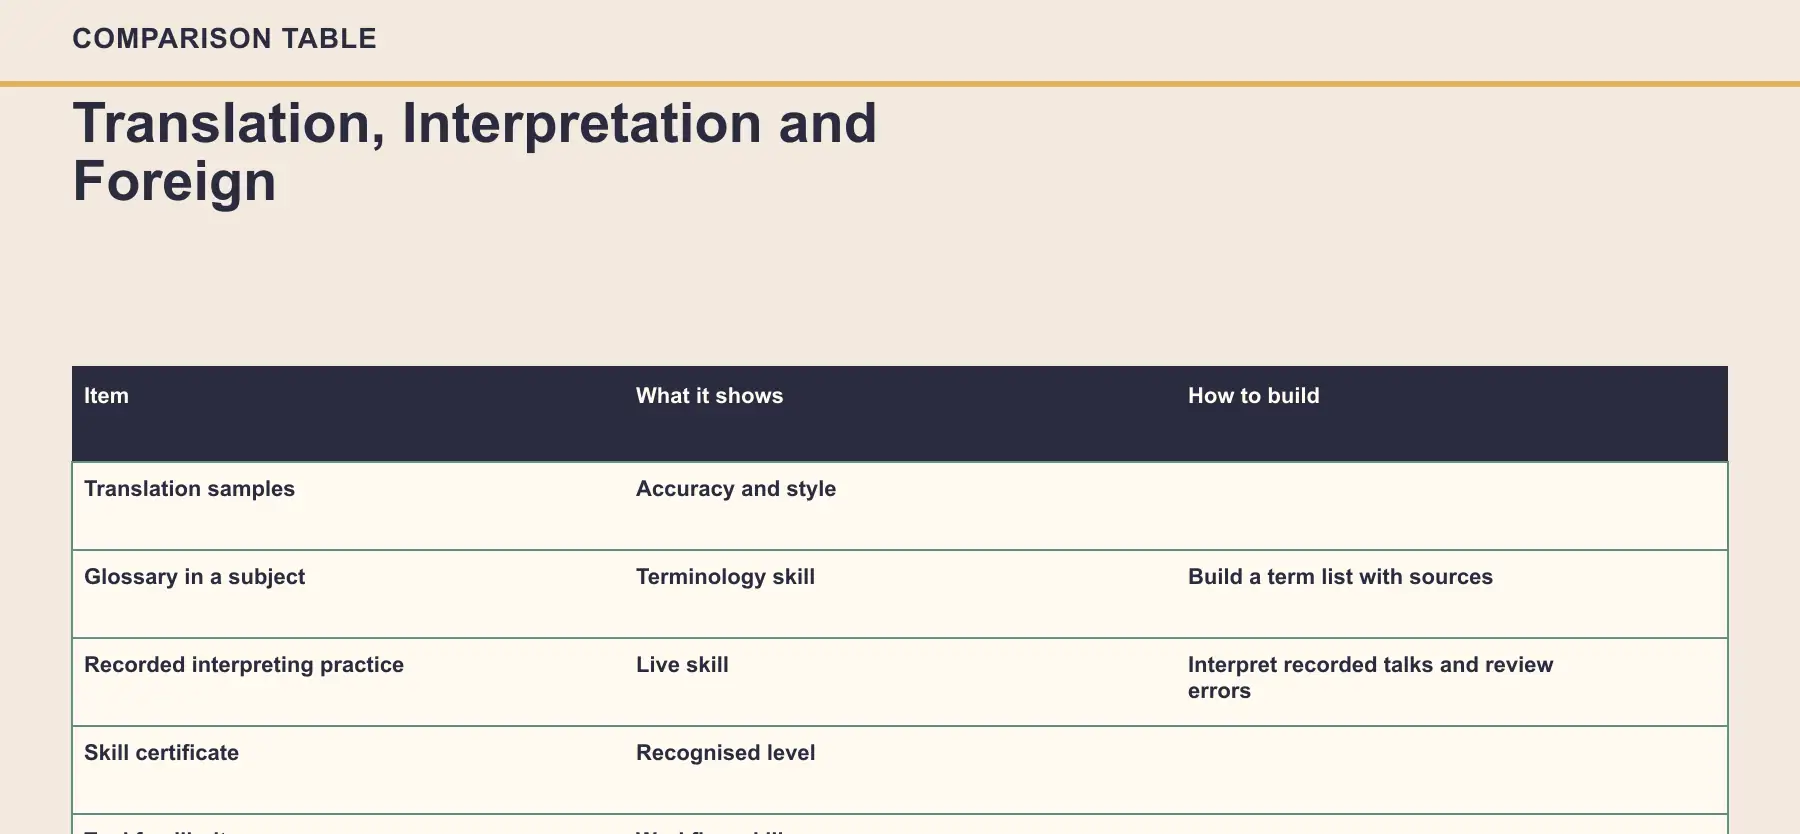 COMPARISON TABLE
Translation, Interpretation and
Foreign
Item What it shows How to build
Translation samples Accuracy and style
Glossary in a subject Terminology skill Build a term list with sources
Recorded interpreting practice Live skill Interpret recorded talks and review
errors
Skill certificate Recognised level